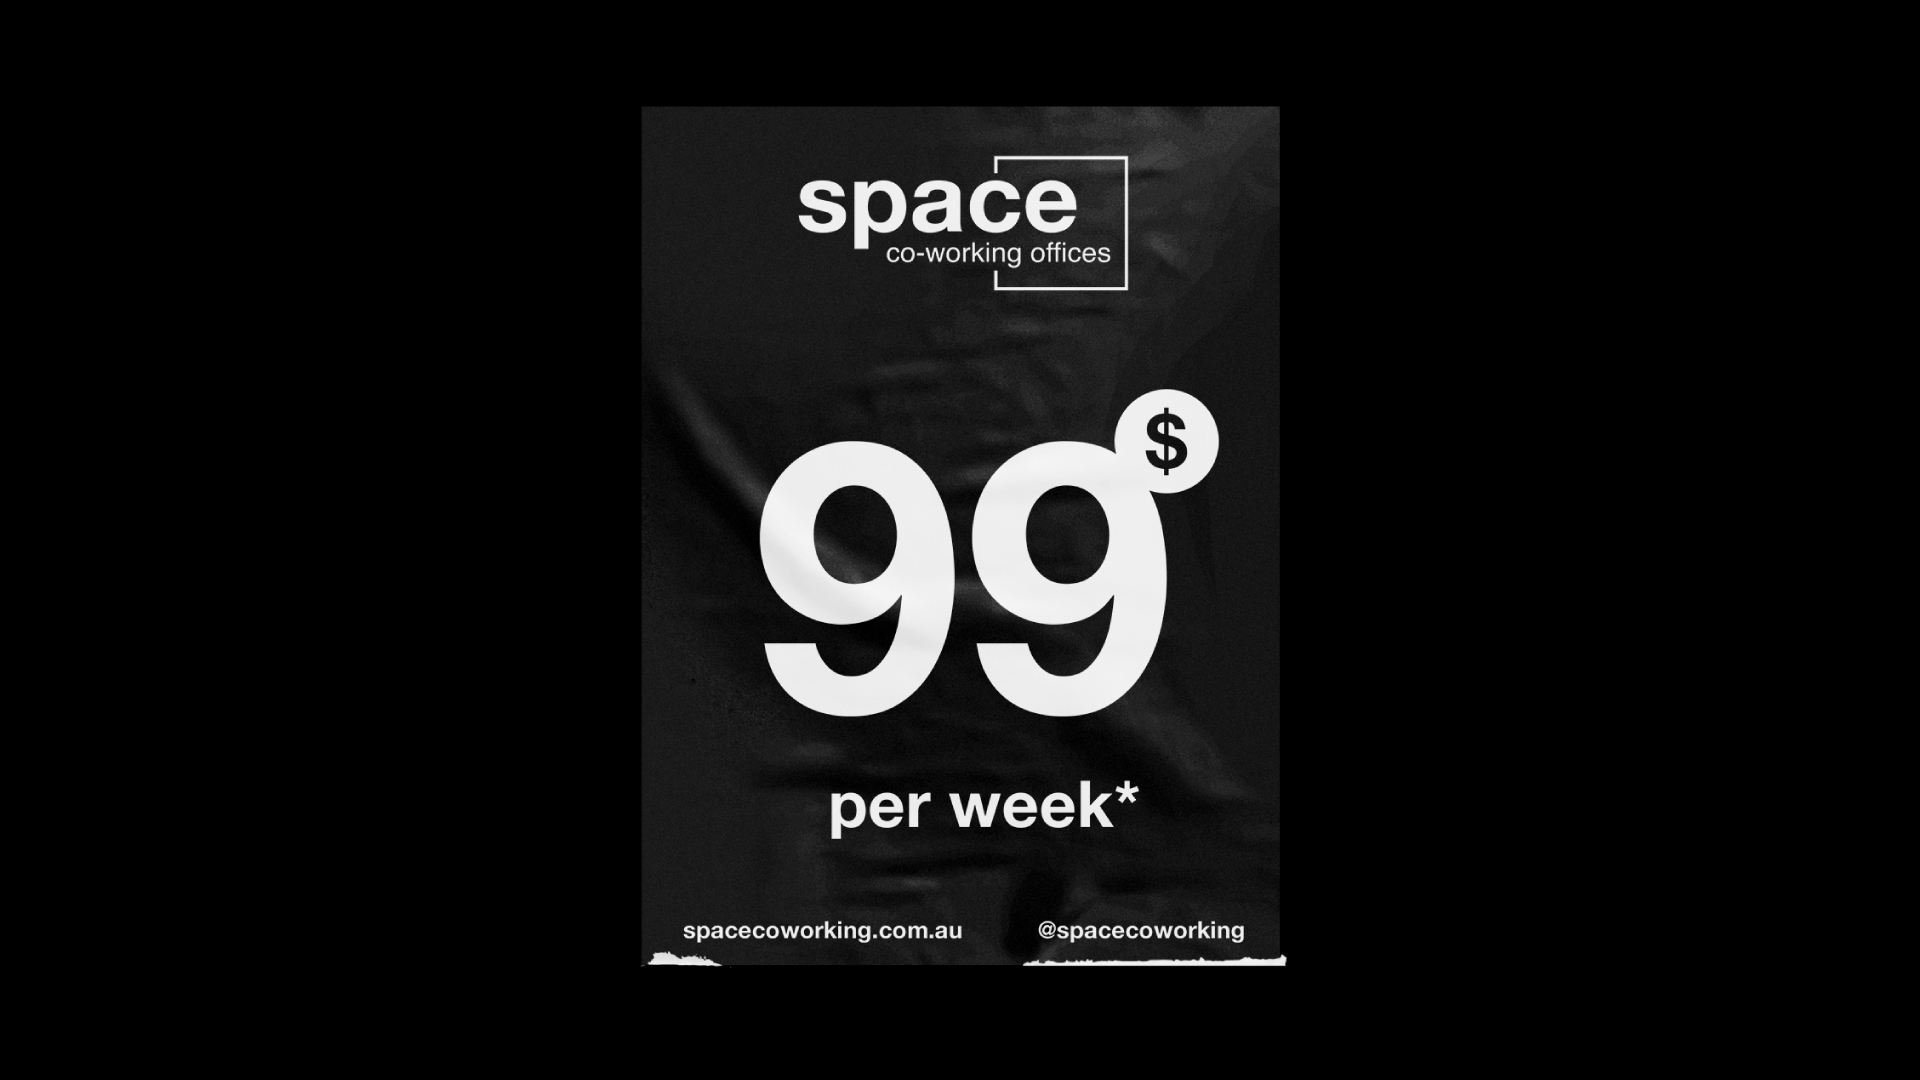 space
co-working offices
$
99
per week*
spacecoworking.com.au
@spacecoworking